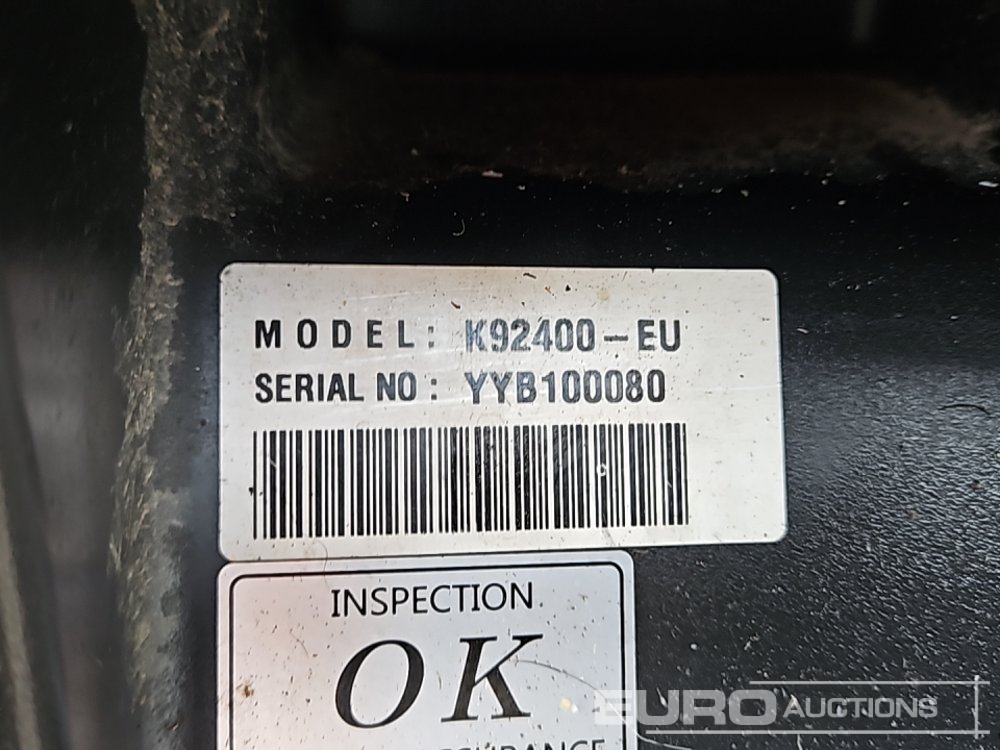 MODEL: K92400-EU
SERIAL NO: YYB100080
INSPECTION
OK
EURO AUCTIONS